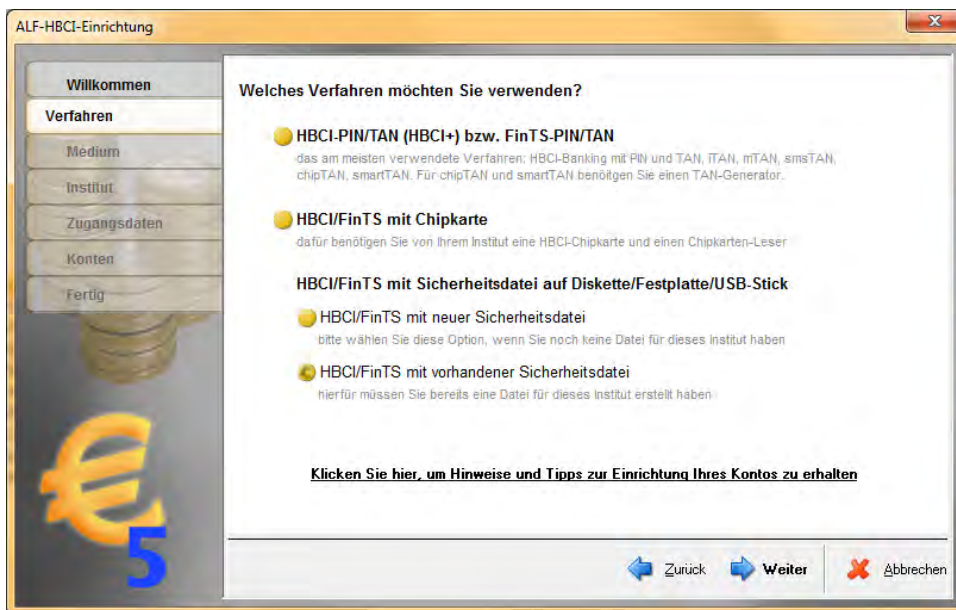 ALF-HBCI-Einrichtung
Willkommen
Verfahren
Medium
Institut
Zugangsdaten
Konten
Fertig
Welches Verfahren möchten Sie verwenden?
HBCI-PIN/TAN (HBCI+) bzw. FinTS-PIN/TAN
das am meisten verwendete Verfahren: HBCI-Banking mit PIN und TAN, iTAN, mTAN, smsTAN,
chipTAN, smartTAN. Für chipTAN und smartTAN benötigen Sie einen TAN-Generator.
HBCI/FinTS mit Chipkarte
dafür benötigen Sie von Ihrem Institut eine HBCI-Chipkarte und einen Chipkarten-Leser
HBCI/FinTS mit Sicherheitsdatei auf Diskette/Festplatte/USB-Stick
HBCI/FinTS mit neuer Sicherheitsdatei
bitte wählen Sie diese Option, wenn Sie noch keine Datei für dieses Institut haben
HBCI/FinTS mit vorhandener Sicherheitsdatei
hierfür müssen Sie bereits eine Datei für dieses Institut erstellt haben
Klicken Sie hier, um Hinweise und Tipps zur Einrichtung Ihres Kontos zu erhalten
€
5
Zurück
Weiter
Abbrechen